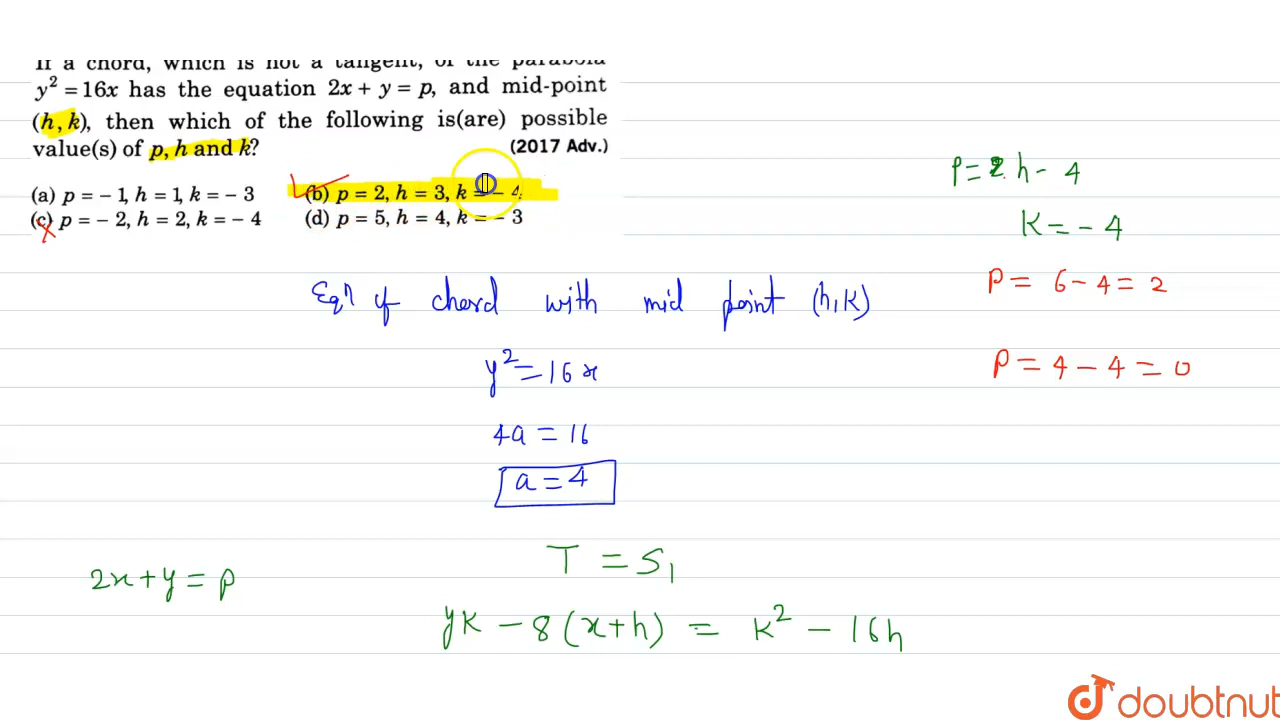 If a chord, which is not a tangent, of the parabola
y² = 16x has the equation 2x + y = p, and mid-point
(h, k), then which of the following is(are) possible
value(s) of p, h and k? (2017 Adv.)
(a) p = − 1, h = 1, k = − 3 (b) p = 2, h = 3, k = − 4
(c) p = − 2, h = 2, k = − 4 (d) p = 5, h = 4, k = − 3
P = 2h - 4
K = - 4
P = 6 - 4 = 2
P = 4 - 4 = 0
Eqn of chord with mid point (h, K)
y² = 16x
4a = 16
a = 4
T = S₁
2x + y = p
yK - 8(x+h) = K² - 16h
doubtnut